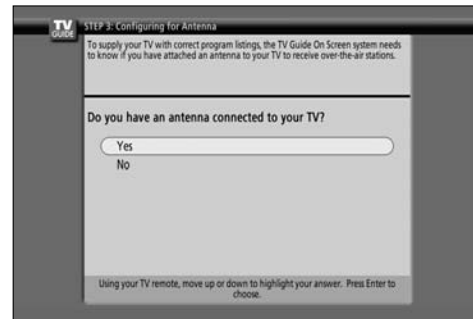 TV
GUIDE
STEP 3: Configuring for Antenna
To supply your TV with correct program listings, the TV Guide On Screen system needs
to know if you have attached an antenna to your TV to receive over-the-air stations.
Do you have an antenna connected to your TV?
Yes
No
Using your TV remote, move up or down to highlight your answer. Press Enter to
choose.